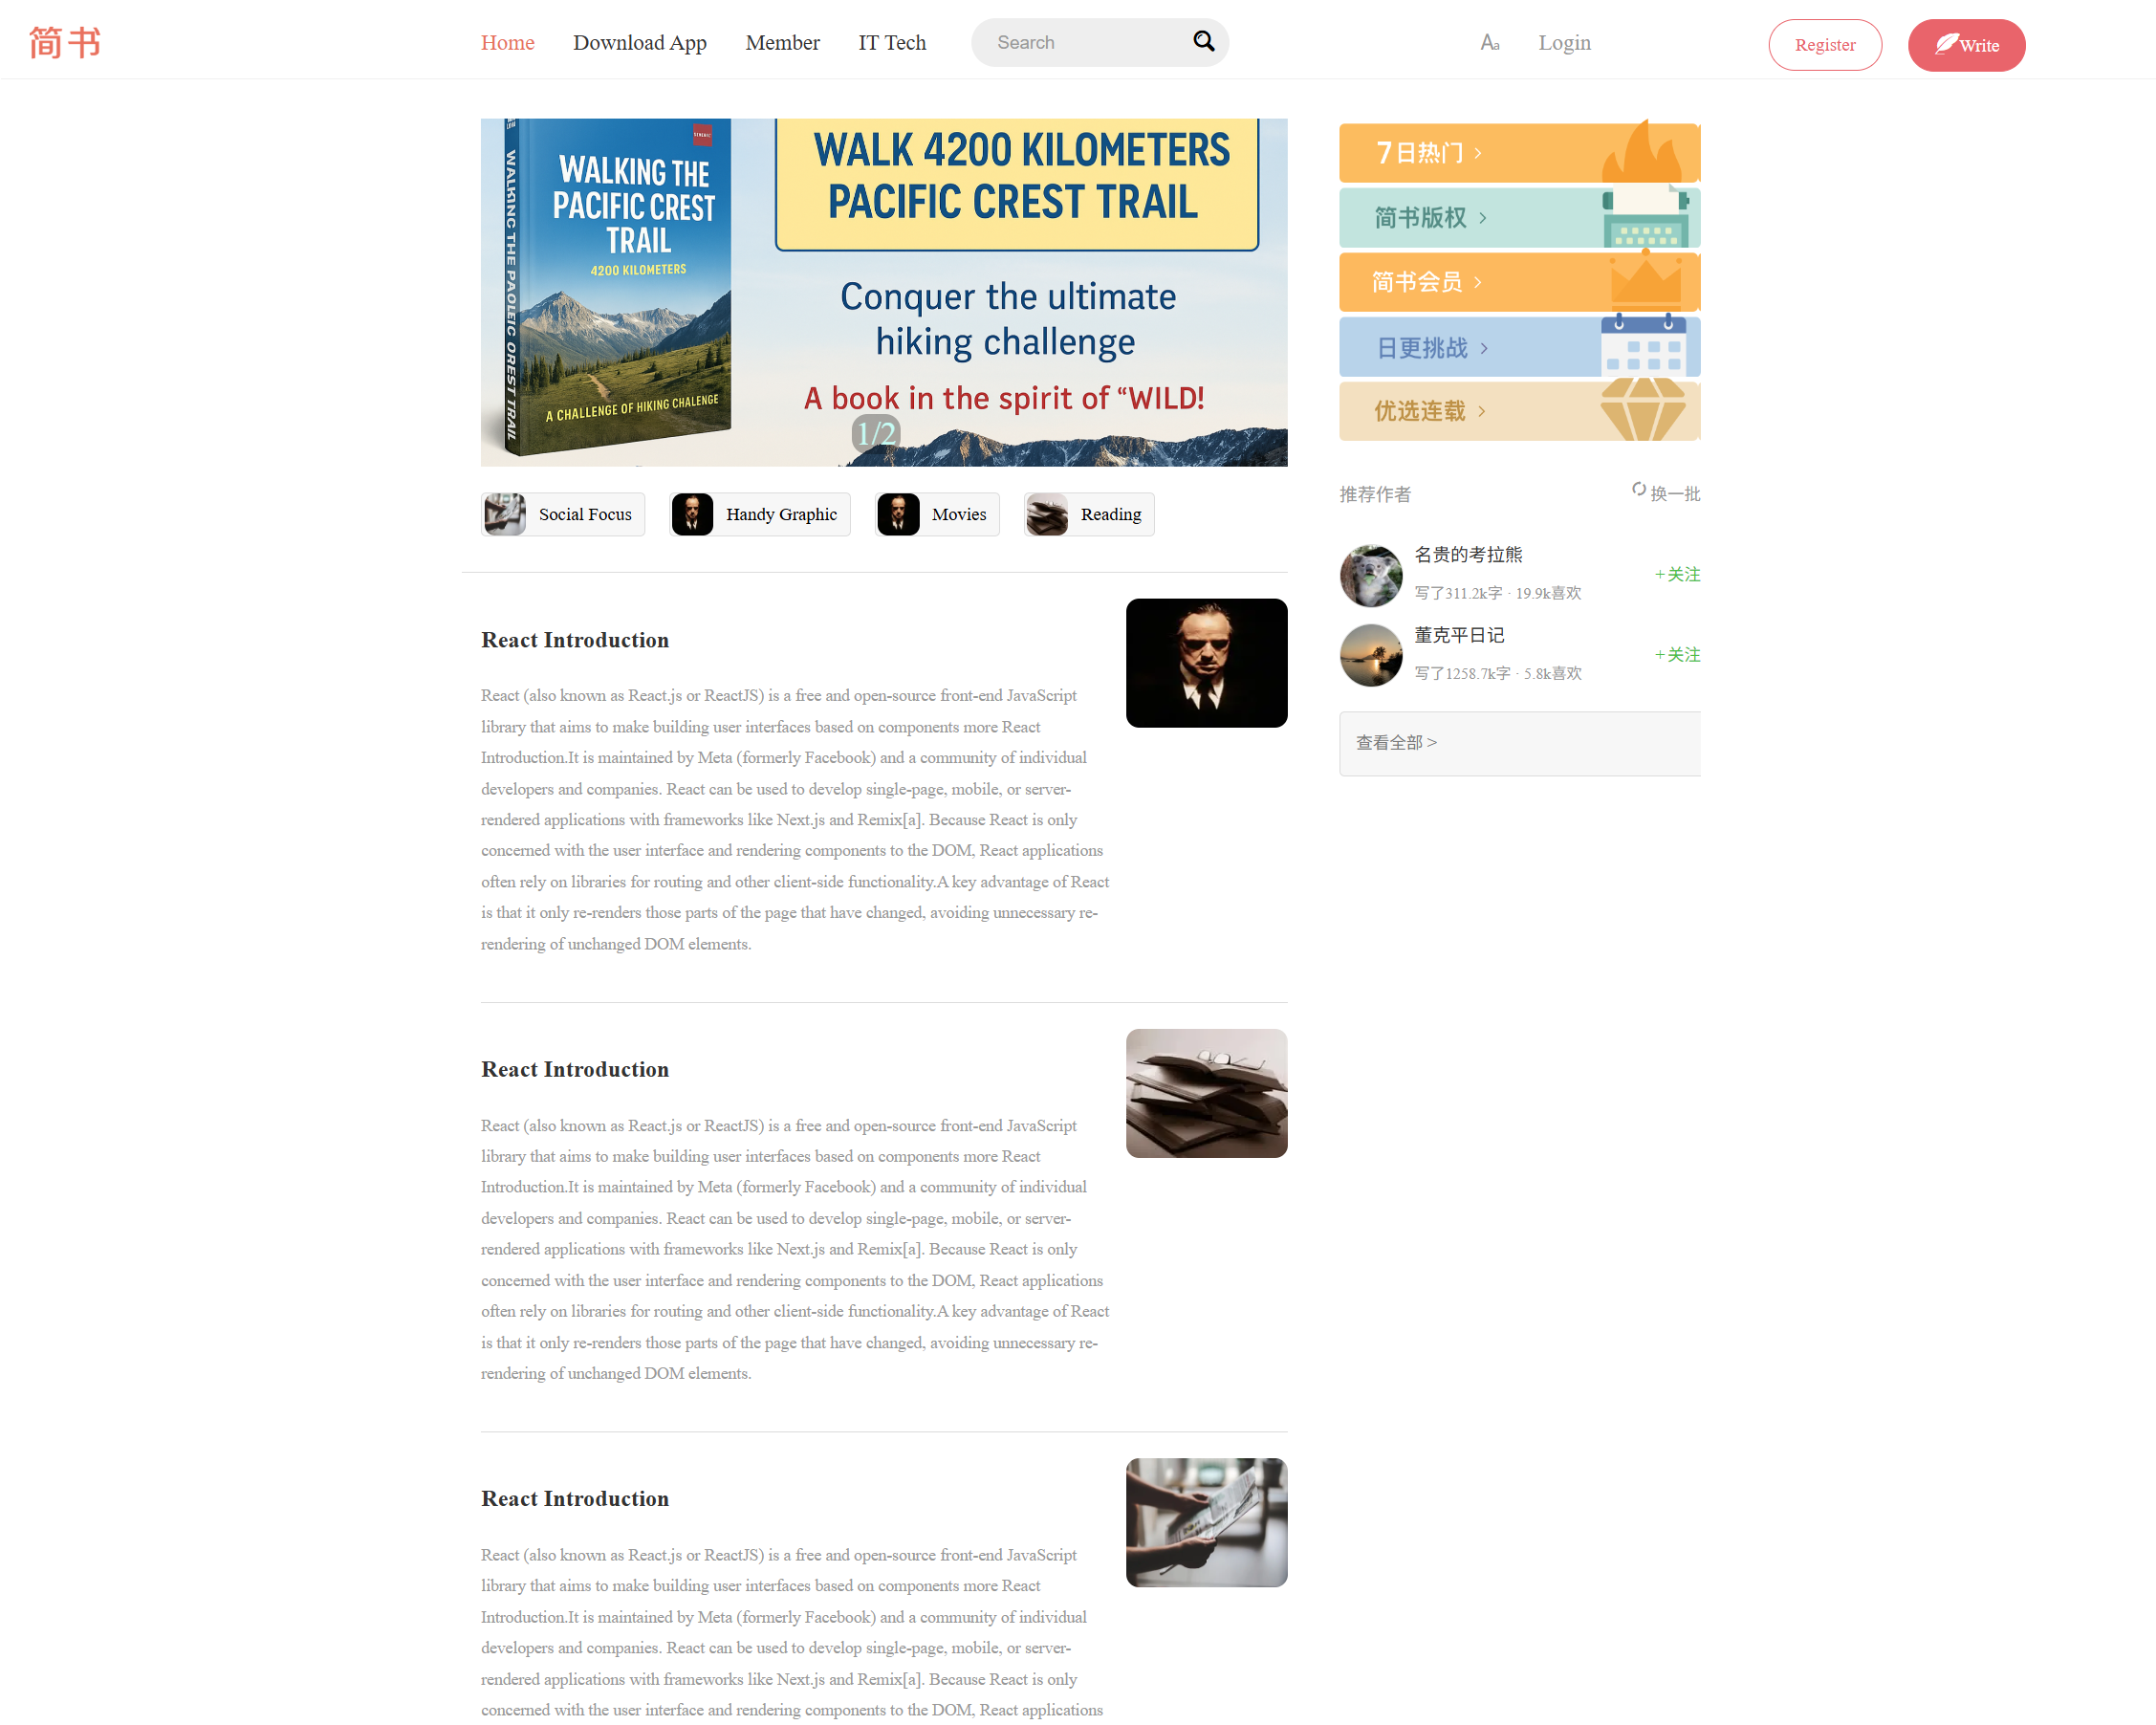 简书
Home
Download App
Member
IT Tech
Search
Aa
Login
Register
Write
WALKING THE PAOLEIC OREST TRAIL
WALKING THE
PACIFIC CREST
TRAIL
4200 KILOMETERS
A CHALLENGE OF HIKING CHALENGE
WALK 4200 KILOMETERS
PACIFIC CREST TRAIL
Conquer the ultimate
hiking challenge
A book in the spirit of “WILD!
1/2
7日热门 >
简书版权 >
简书会员 >
日更挑战 >
优选连载 >
Social Focus
Handy Graphic
Movies
Reading
推荐作者
换一批
名贵的考拉熊
写了311.2k字 · 19.9k喜欢
+关注
董克平日记
写了1258.7k字 · 5.8k喜欢
+关注
查看全部 >
React Introduction
React (also known as React.js or ReactJS) is a free and open-source front-end JavaScript
library that aims to make building user interfaces based on components more React
Introduction.It is maintained by Meta (formerly Facebook) and a community of individual
developers and companies. React can be used to develop single-page, mobile, or server-
rendered applications with frameworks like Next.js and Remix[a]. Because React is only
concerned with the user interface and rendering components to the DOM, React applications
often rely on libraries for routing and other client-side functionality.A key advantage of React
is that it only re-renders those parts of the page that have changed, avoiding unnecessary re-
rendering of unchanged DOM elements.
React Introduction
React (also known as React.js or ReactJS) is a free and open-source front-end JavaScript
library that aims to make building user interfaces based on components more React
Introduction.It is maintained by Meta (formerly Facebook) and a community of individual
developers and companies. React can be used to develop single-page, mobile, or server-
rendered applications with frameworks like Next.js and Remix[a]. Because React is only
concerned with the user interface and rendering components to the DOM, React applications
often rely on libraries for routing and other client-side functionality.A key advantage of React
is that it only re-renders those parts of the page that have changed, avoiding unnecessary re-
rendering of unchanged DOM elements.
React Introduction
React (also known as React.js or ReactJS) is a free and open-source front-end JavaScript
library that aims to make building user interfaces based on components more React
Introduction.It is maintained by Meta (formerly Facebook) and a community of individual
developers and companies. React can be used to develop single-page, mobile, or server-
rendered applications with frameworks like Next.js and Remix[a]. Because React is only
concerned with the user interface and rendering components to the DOM, React applications